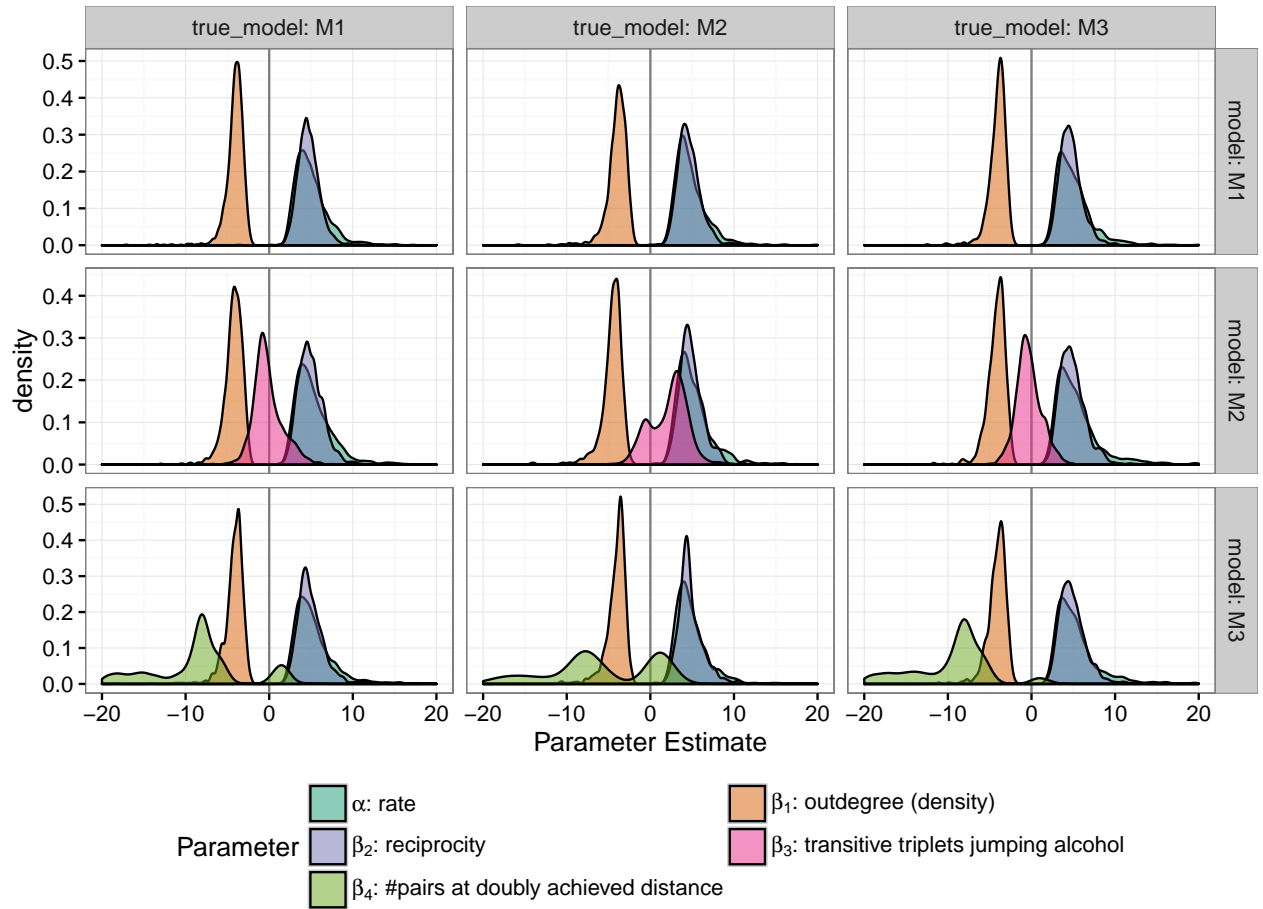 true_model: M1 true_model: M2 true_model: M3
0.5
0.4
0.3
0.2
0.1
0.0
model: M1
density
0.4
0.3
0.2
0.1
0.0
model: M2
0.5
0.4
0.3
0.2
0.1
0.0
model: M3
−20 −10 0 10 20 −20 −10 0 10 20 −20 −10 0 10 20
Parameter Estimate
Parameter
α: rate
β₁: outdegree (density)
β₂: reciprocity
β₃: transitive triplets jumping alcohol
β₄: #pairs at doubly achieved distance